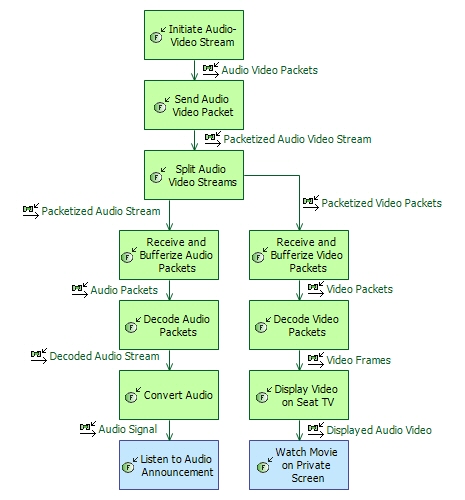 Initiate Audio-
Video Stream
Audio Video Packets
Send Audio
Video Packet
Packetized Audio Video Stream
Split Audio
Video Streams
Packetized Audio Stream
Packetized Video Packets
Receive and
Bufferize Audio
Packets
Receive and
Bufferize Video
Packets
Audio Packets
Video Packets
Decode Audio
Packets
Decode Video
Packets
Decoded Audio Stream
Video Frames
Convert Audio
Display Video
on Seat TV
Audio Signal
Displayed Audio Video
Listen to Audio
Announcement
Watch Movie
on Private
Screen